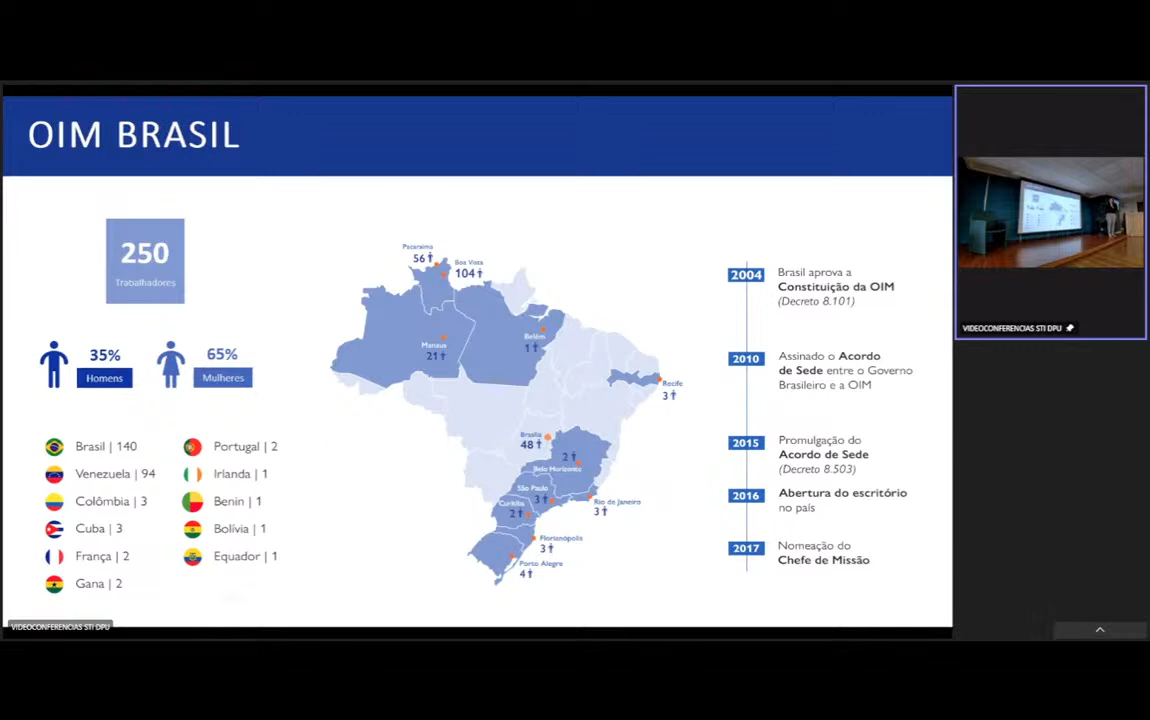 OIM BRASIL
250
Trabalhadores
35%
Homens
65%
Mulheres
Brasil | 140
Venezuela | 94
Colômbia | 3
Cuba | 3
França | 2
Gana | 2
Portugal | 2
Irlanda | 1
Benin | 1
Bolívia | 1
Equador | 1
Pacaraima
56
Boa Vista
104
Manaus
21
Belém
1
Recife
3
Brasília
48
2
Belo Horizonte
São Paulo
3
Rio de Janeiro
3
Curitiba
2
Florianópolis
3
Porto Alegre
4
2004
Brasil aprova a
Constituição da OIM
(Decreto 8.101)
2010
Assinado o Acordo
de Sede entre o Governo
Brasileiro e a OIM
2015
Promulgação do
Acordo de Sede
(Decreto 8.503)
2016
Abertura do escritório
no país
2017
Nomeação do
Chefe de Missão
VIDEOCONFERENCIAS STI DPU
VIDEOCONFERENCIAS STI DPU